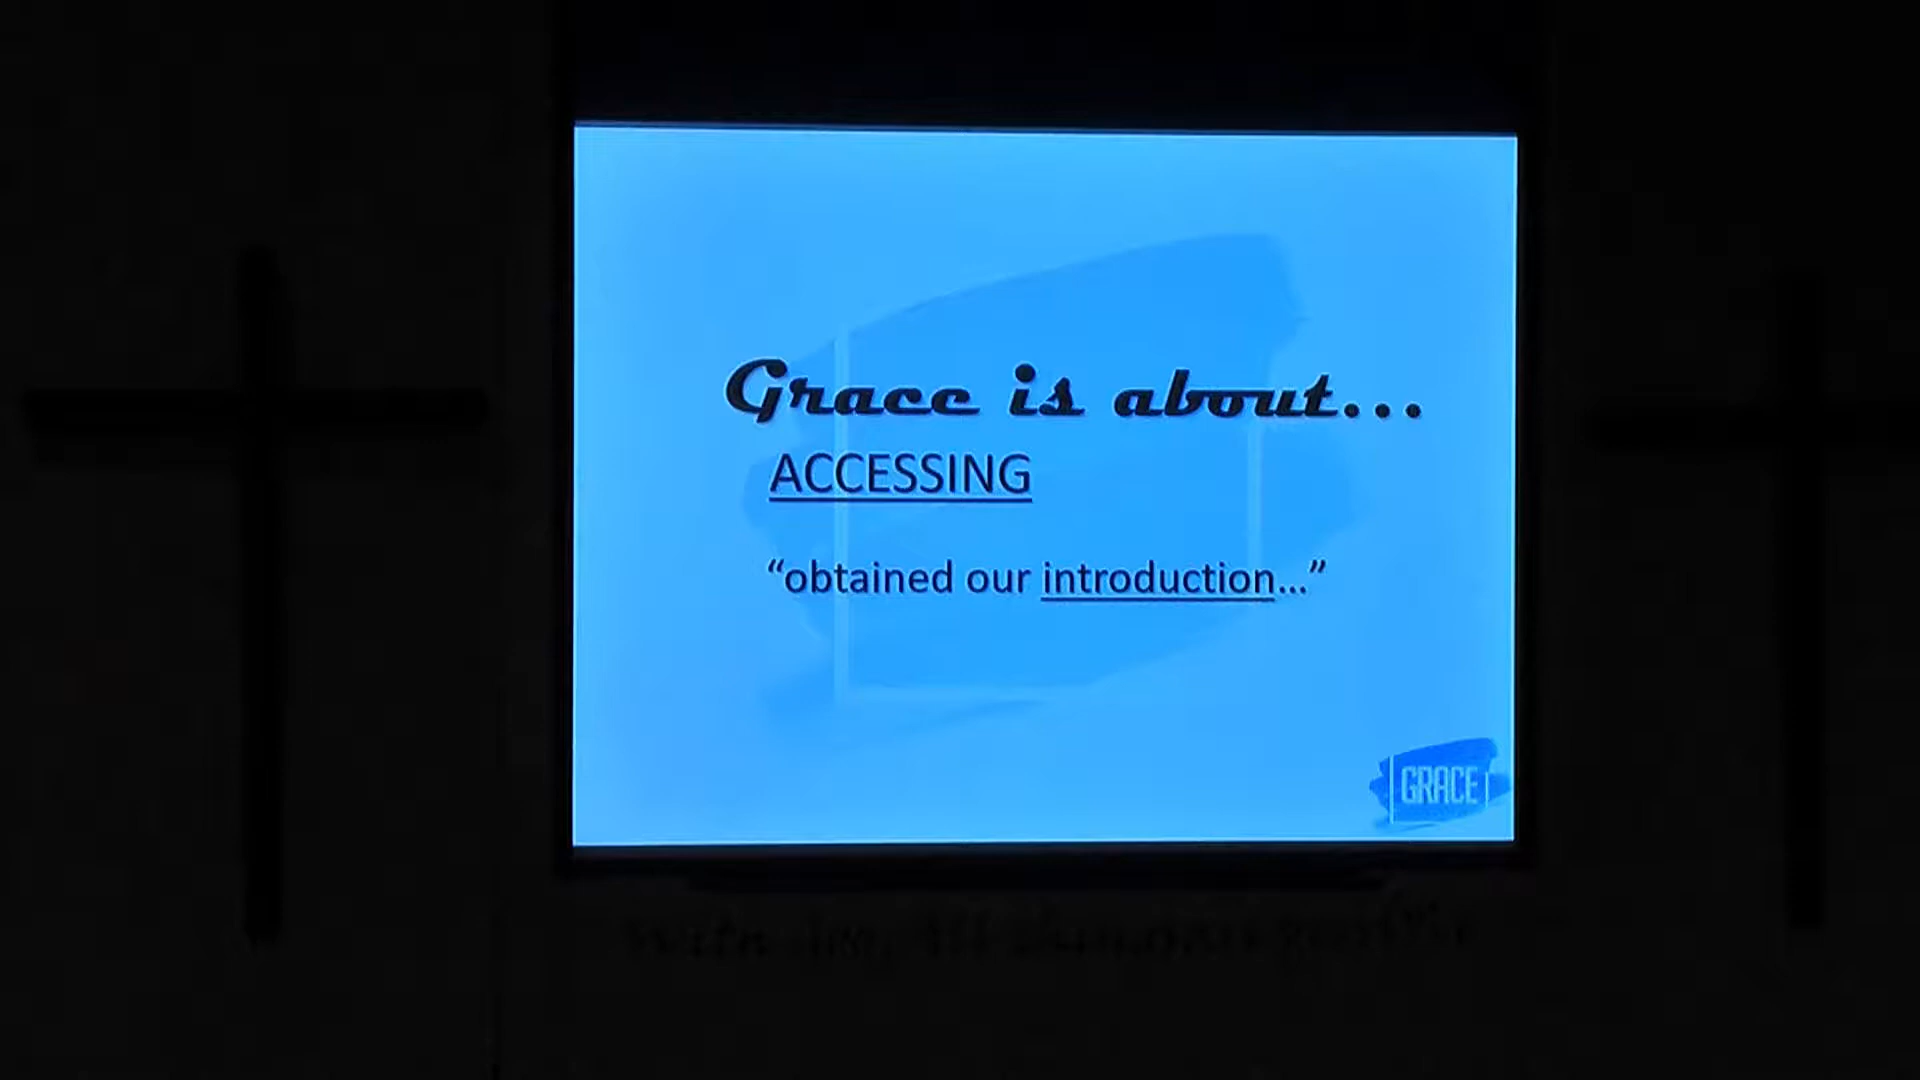 Grace is about...
ACCESSING
“obtained our introduction...”
GRACE